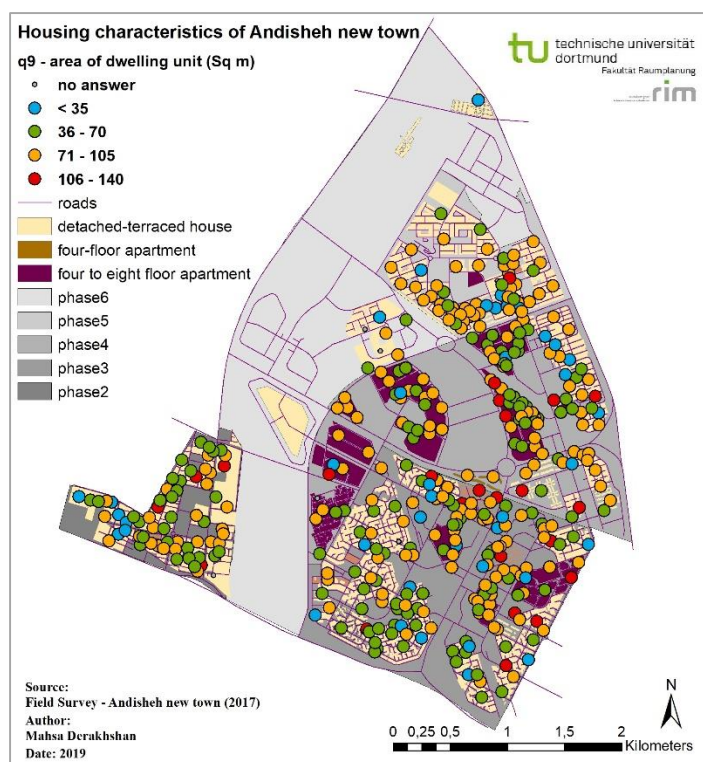 Housing characteristics of Andisheh new town
q9 - area of dwelling unit (Sq m)
no answer
< 35
36 - 70
71 - 105
106 - 140
roads
detached-terraced house
four-floor apartment
four to eight floor apartment
phase6
phase5
phase4
phase3
phase2
tu technische universität
dortmund
Fakultät Raumplanung
rim
Source:
Field Survey - Andisheh new town (2017)
Author:
Mahsa Derakhshan
Date: 2019
N
0 0,25 0,5 1 1,5 2
Kilometers